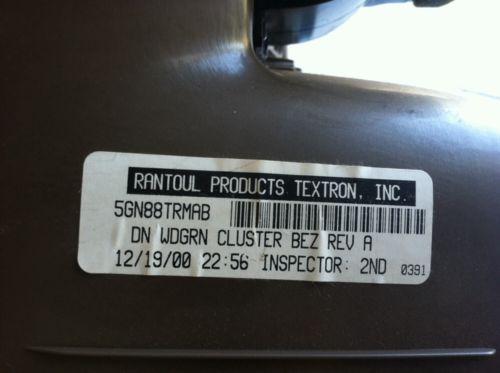 RANTOUL PRODUCTS TEXTRON, INC.
5GN88TRMAB
DN WDGRN CLUSTER BEZ REV A
12/19/00 22:56 INSPECTOR: 2ND 0391